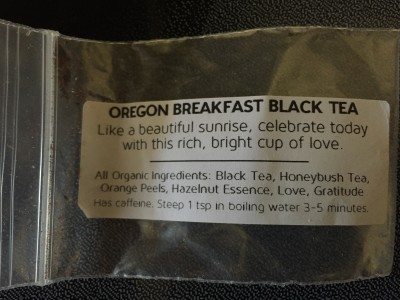 OREGON BREAKFAST BLACK TEA
Like a beautiful sunrise, celebrate today
with this rich, bright cup of love.
All Organic Ingredients: Black Tea, Honeybush Tea,
Orange Peels, Hazelnut Essence, Love, Gratitude
Has caffeine. Steep 1 tsp in boiling water 3-5 minutes.